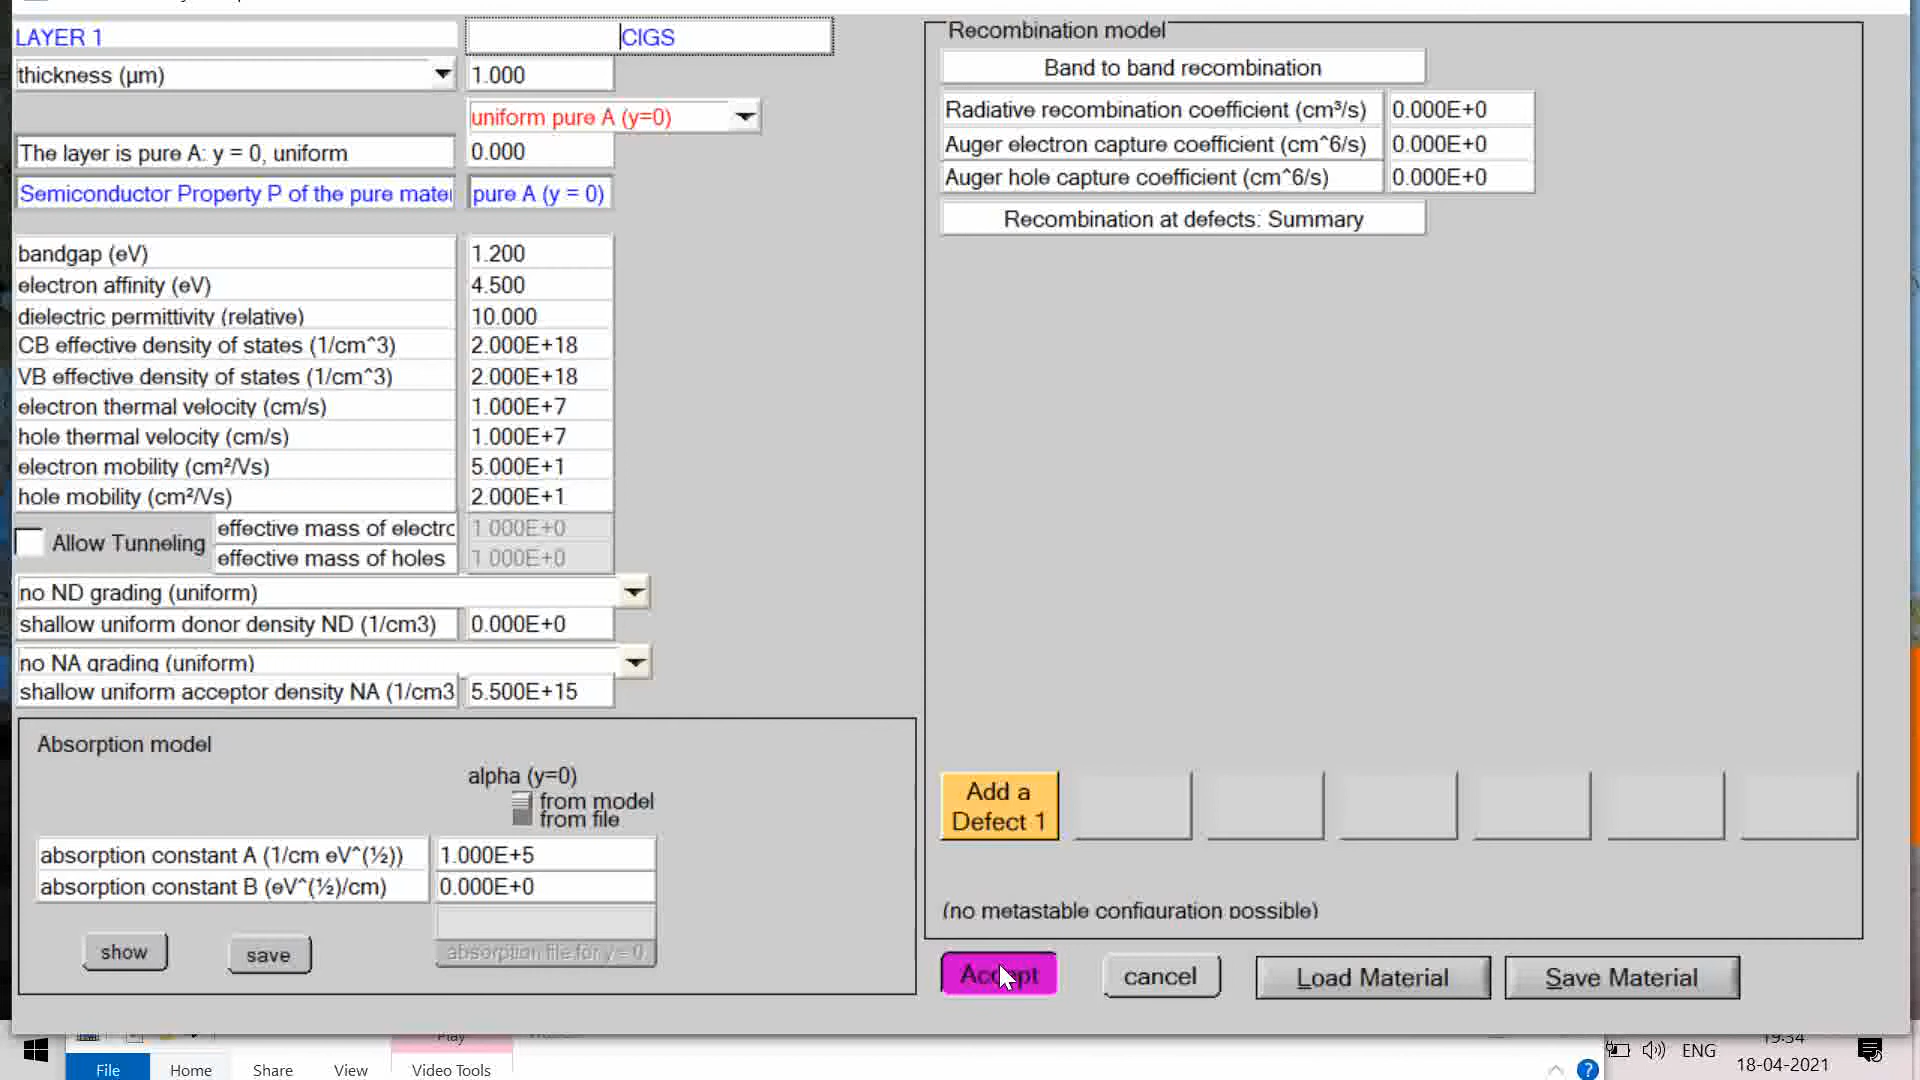 LAYER 1
CIGS
thickness (µm)
1.000
uniform pure A (y=0)
The layer is pure A: y = 0, uniform
0.000
Semiconductor Property P of the pure mater
pure A (y = 0)
bandgap (eV)
1.200
electron affinity (eV)
4.500
dielectric permittivity (relative)
10.000
CB effective density of states (1/cm^3)
2.000E+18
VB effective density of states (1/cm^3)
2.000E+18
electron thermal velocity (cm/s)
1.000E+7
hole thermal velocity (cm/s)
1.000E+7
electron mobility (cm²/Vs)
5.000E+1
hole mobility (cm²/Vs)
2.000E+1
Allow Tunneling
effective mass of electro
1.000E+0
effective mass of holes
1.000E+0
no ND grading (uniform)
shallow uniform donor density ND (1/cm3)
0.000E+0
no NA grading (uniform)
shallow uniform acceptor density NA (1/cm3
5.500E+15
Absorption model
alpha (y=0)
from model
from file
absorption constant A (1/cm eV^(½))
1.000E+5
absorption constant B (eV^(½)/cm)
0.000E+0
show
save
absorption file for y = 0
Recombination model
Band to band recombination
Radiative recombination coefficient (cm³/s)
0.000E+0
Auger electron capture coefficient (cm^6/s)
0.000E+0
Auger hole capture coefficient (cm^6/s)
0.000E+0
Recombination at defects: Summary
Add a
Defect 1
(no metastable configuration possible)
Accept
cancel
Load Material
Save Material
Play
File
Home
Share
View
Video Tools
ENG
19:34
18-04-2021